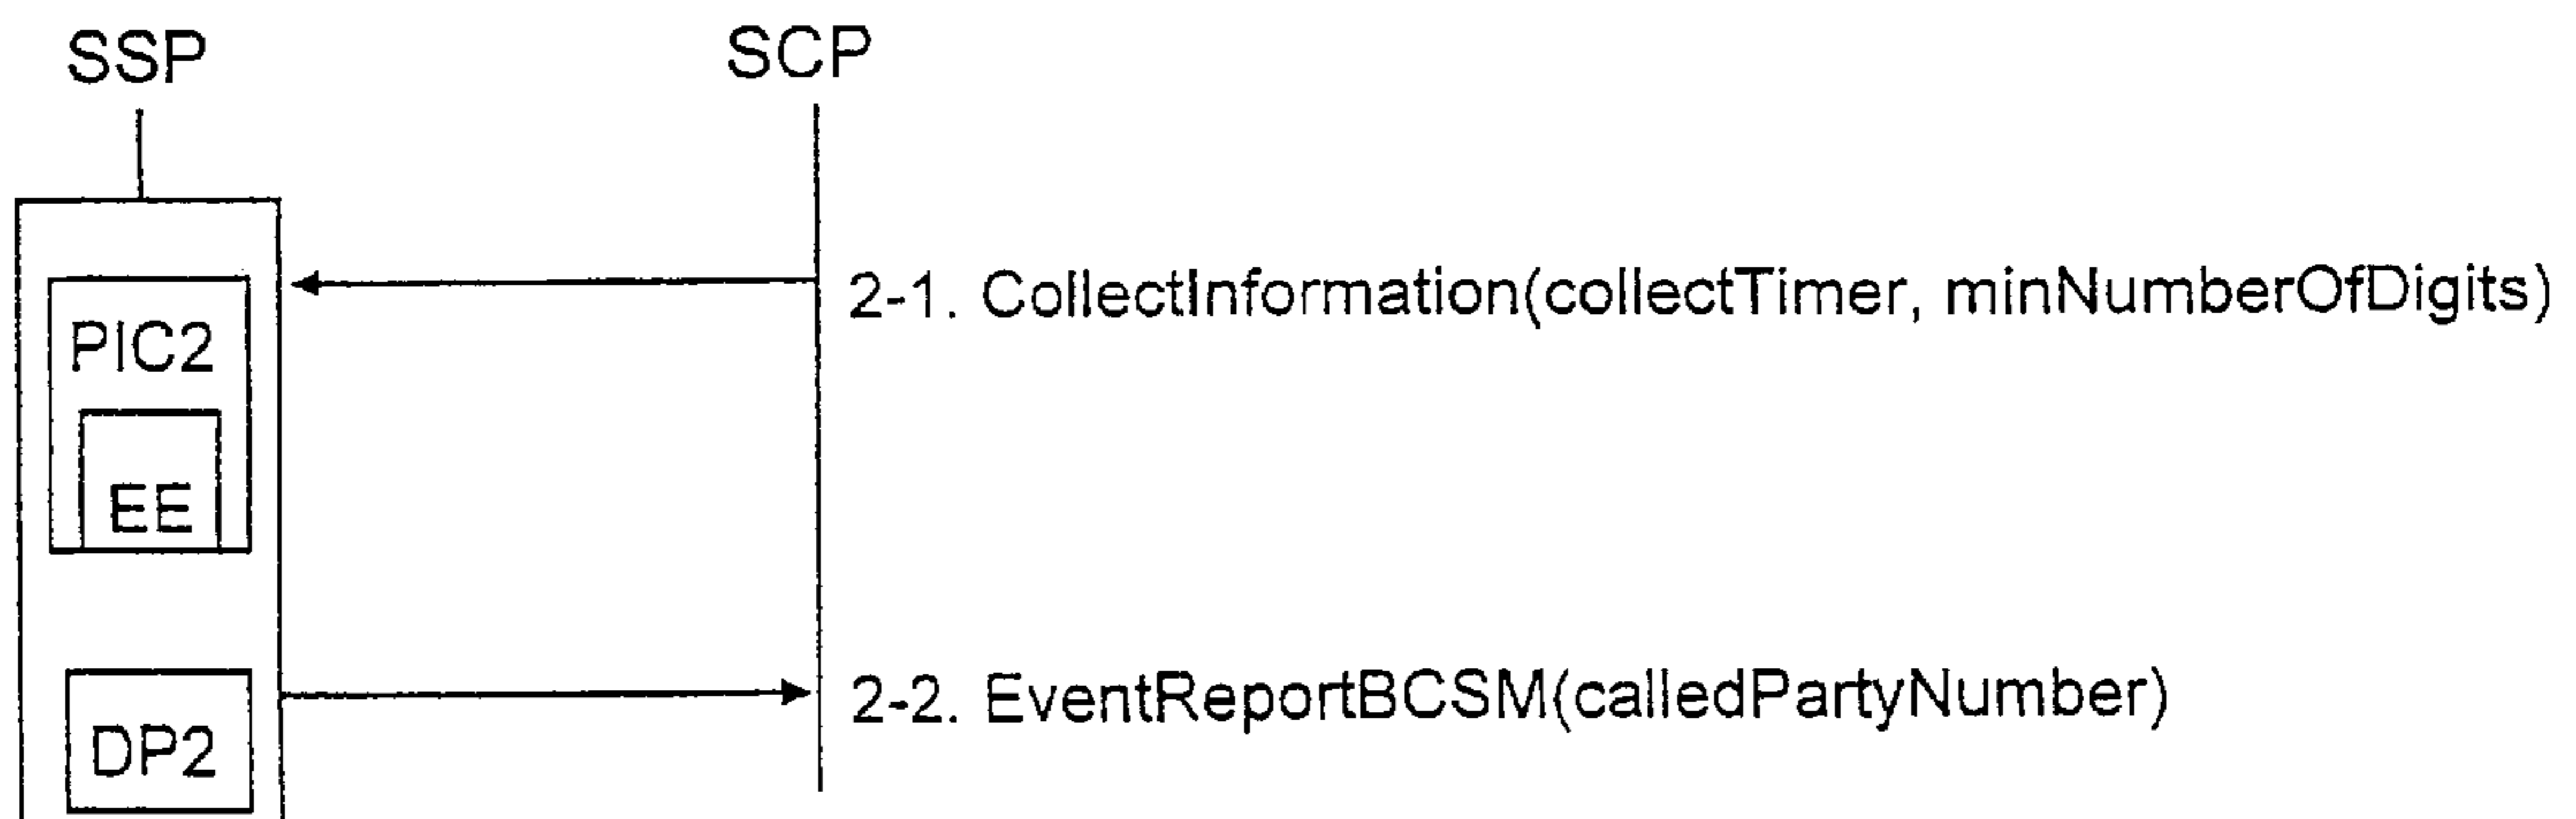 SSP
SCP
2-1. CollectInformation(collectTimer, minNumberOfDigits)
PIC2
EE
2-2. EventReportBCSM(calledPartyNumber)
DP2